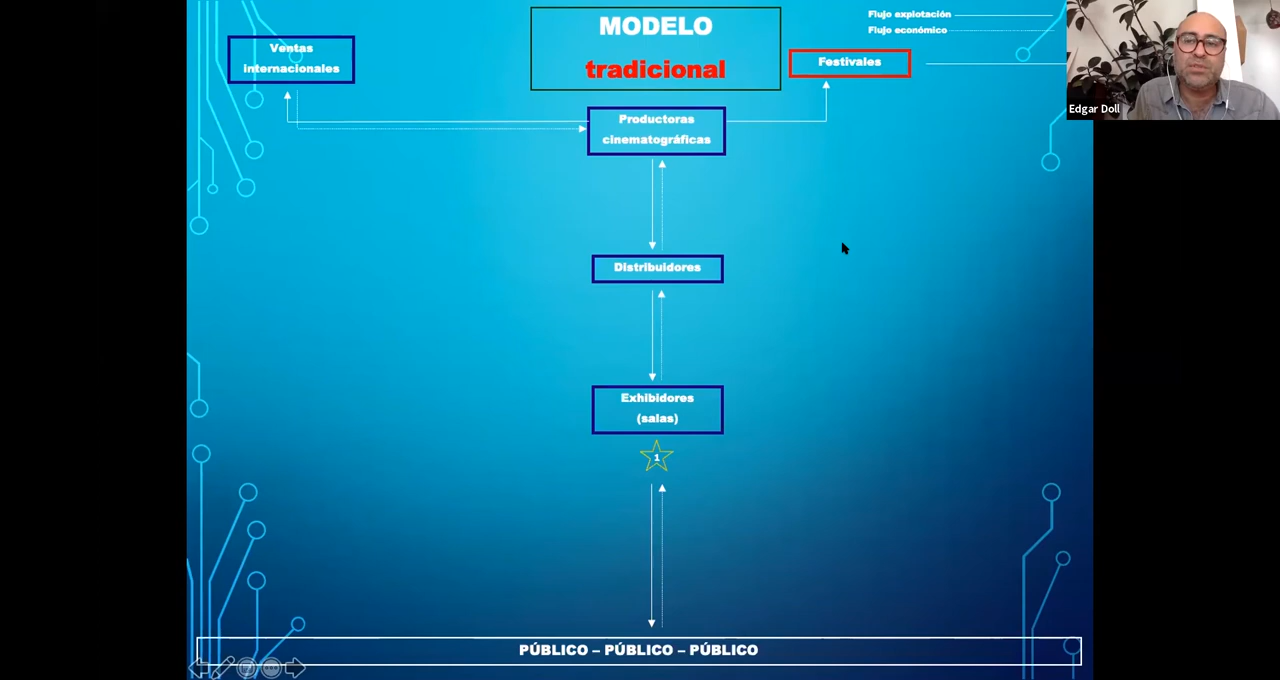 MODELO
tradicional
Flujo explotación
Flujo económico
Ventas
internacionales
Festivales
Edgar Doll
Productoras
cinematográficas
Distribuidores
Exhibidores
(salas)
1
PÚBLICO – PÚBLICO – PÚBLICO